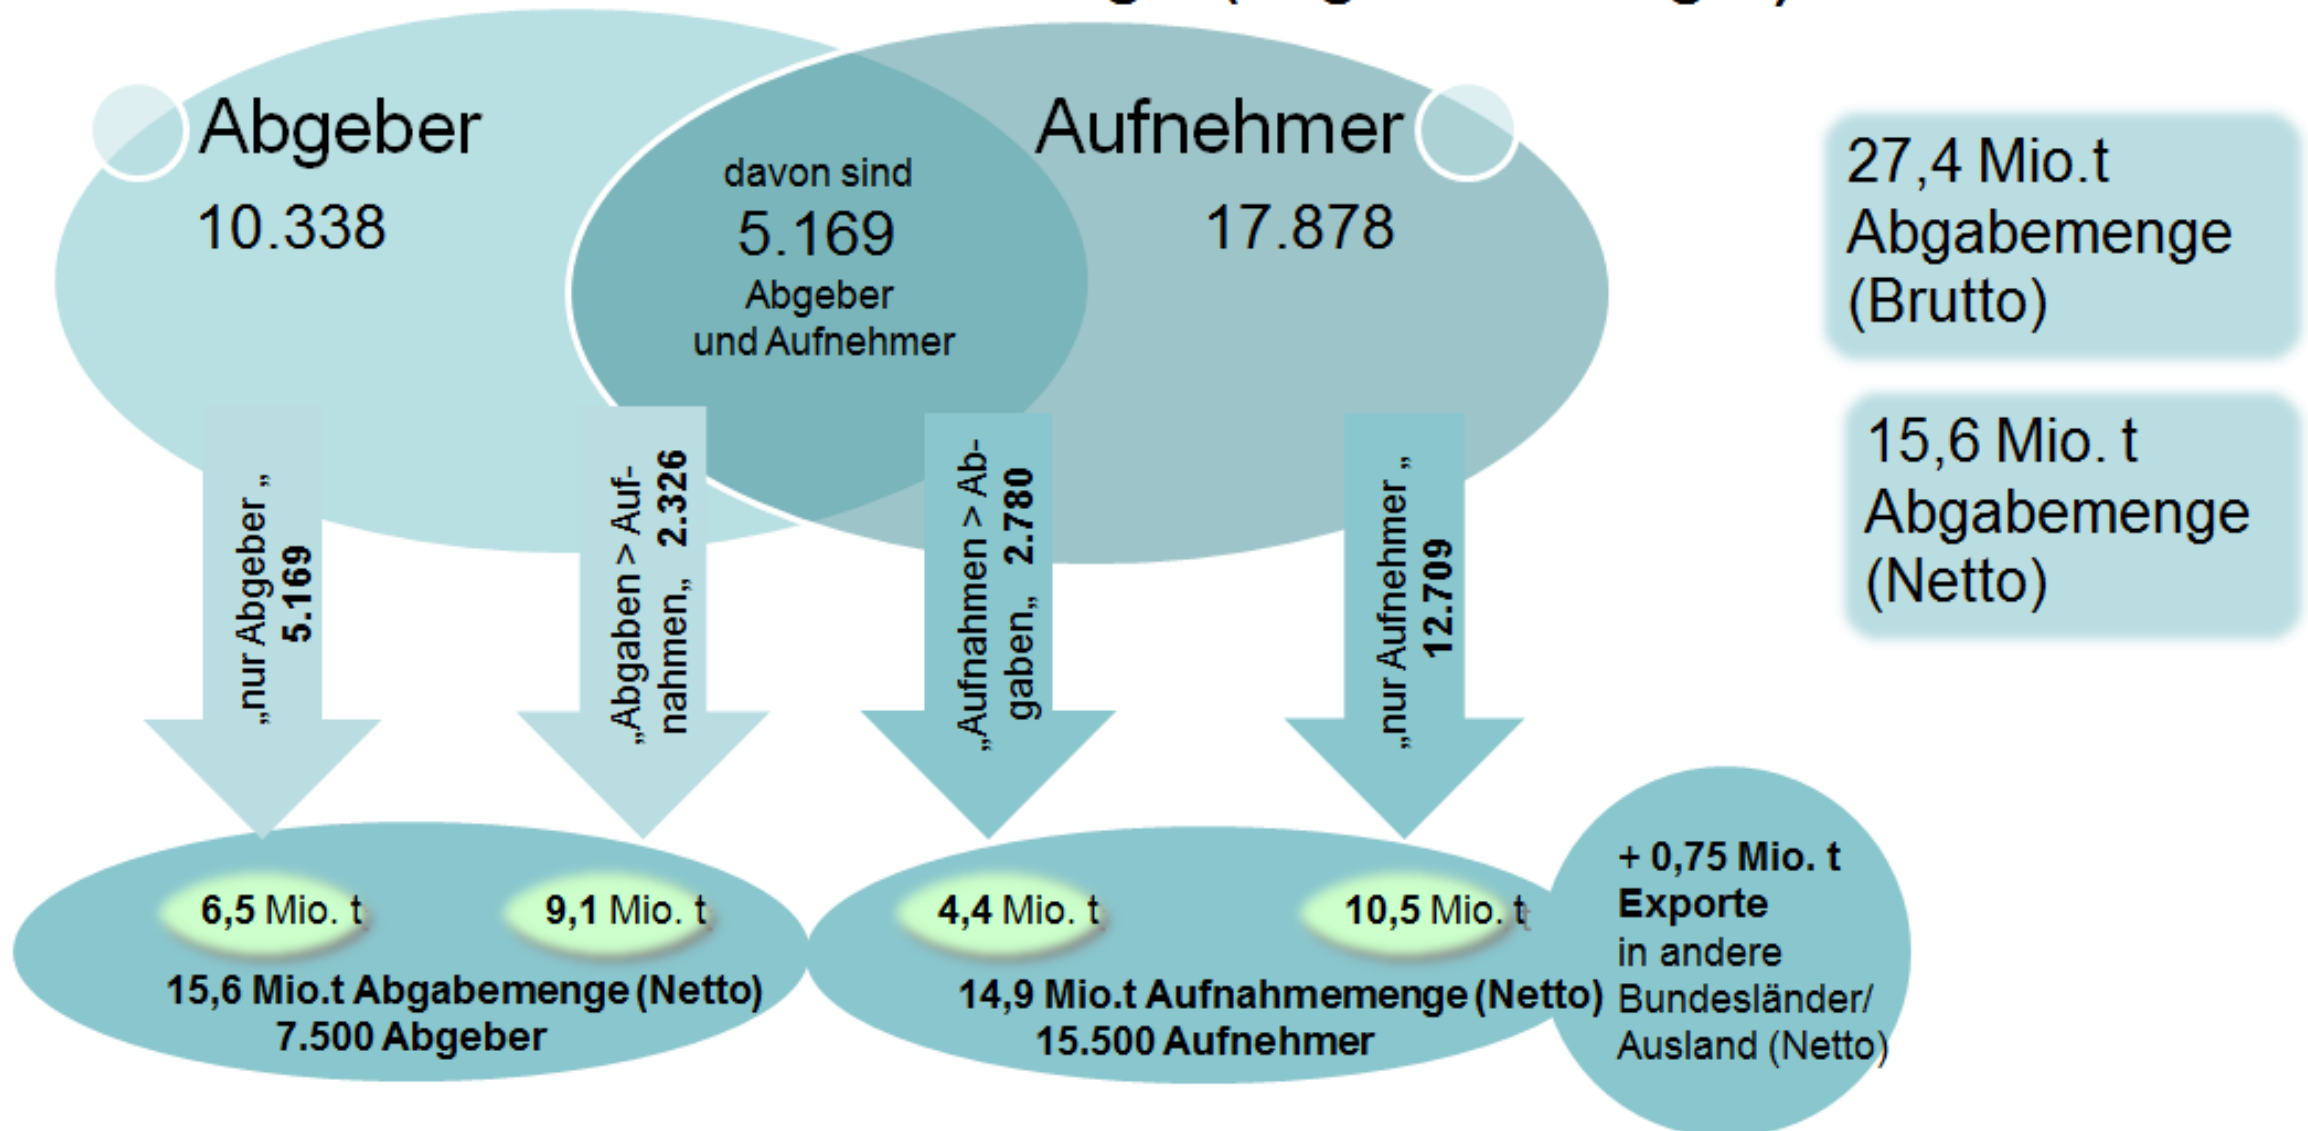 Abgeber
10.338
davon sind
5.169
Abgeber
und Aufnehmer
Aufnehmer
17.878
27,4 Mio.t
Abgabemenge
(Brutto)
15,6 Mio. t
Abgabemenge
(Netto)
„nur Abgeber „
5.169
„Abgaben > Auf-
nahmen„ 2.326
„Aufnahmen > Ab-
gaben„ 2.780
„nur Aufnehmer „
12.709
6,5 Mio. t
9,1 Mio. t
15,6 Mio.t Abgabemenge (Netto)
7.500 Abgeber
4,4 Mio. t
10,5 Mio. t
14,9 Mio.t Aufnahmemenge (Netto)
15.500 Aufnehmer
+ 0,75 Mio. t
Exporte
in andere
Bundesländer/
Ausland (Netto)